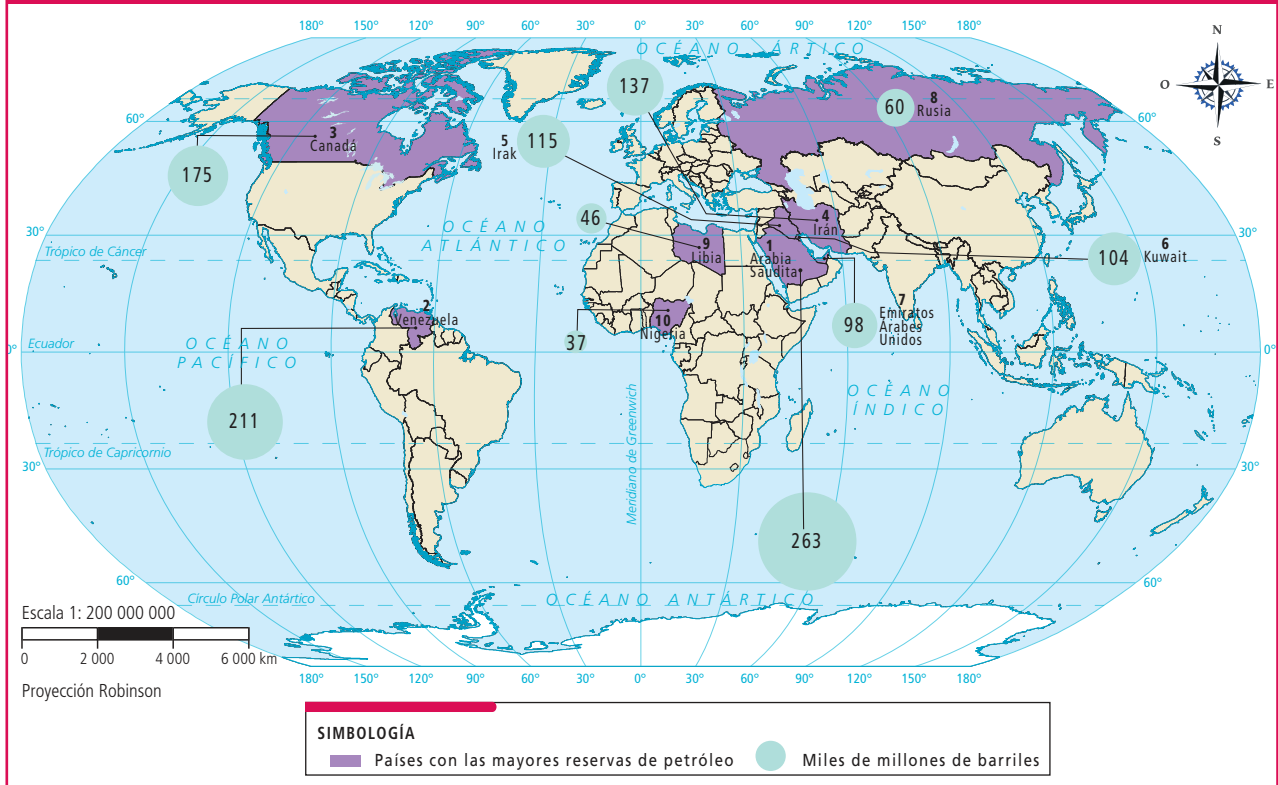 180° 150° 120° 90° 60° 30° 0° 30° 60° 90° 120° 150° 180°
OCÉANO ÁRTICO
N
O E
S
137
60
8
Rusia
60° 60°
3
Canadá
5
Irak
115
175
46
OCÉANO
ATLÁNTICO
4
Irán
9
Libia
1
Arabia
Saudita
104
6
Kuwait
30° 30°
Trópico de Cáncer
2
Venezuela
10
Nigeria
37
98
7
Emiratos
Árabes
Unidos
OCÉANO
PACÍFICO
Ecuador
0° 0°
OCÈANO
ÍNDICO
211
Meridiano de Greenwich
Trópico de Capricornio
30° 30°
263
60° 60°
Círculo Polar Antártico
OCÉANO ANTÁRTICO
Escala 1: 200 000 000
0 2 000 4 000 6 000 km
Proyección Robinson
180° 150° 120° 90° 60° 30° 0° 30° 60° 90° 120° 150° 180°
SIMBOLOGÍA
Países con las mayores reservas de petróleo
Miles de millones de barriles